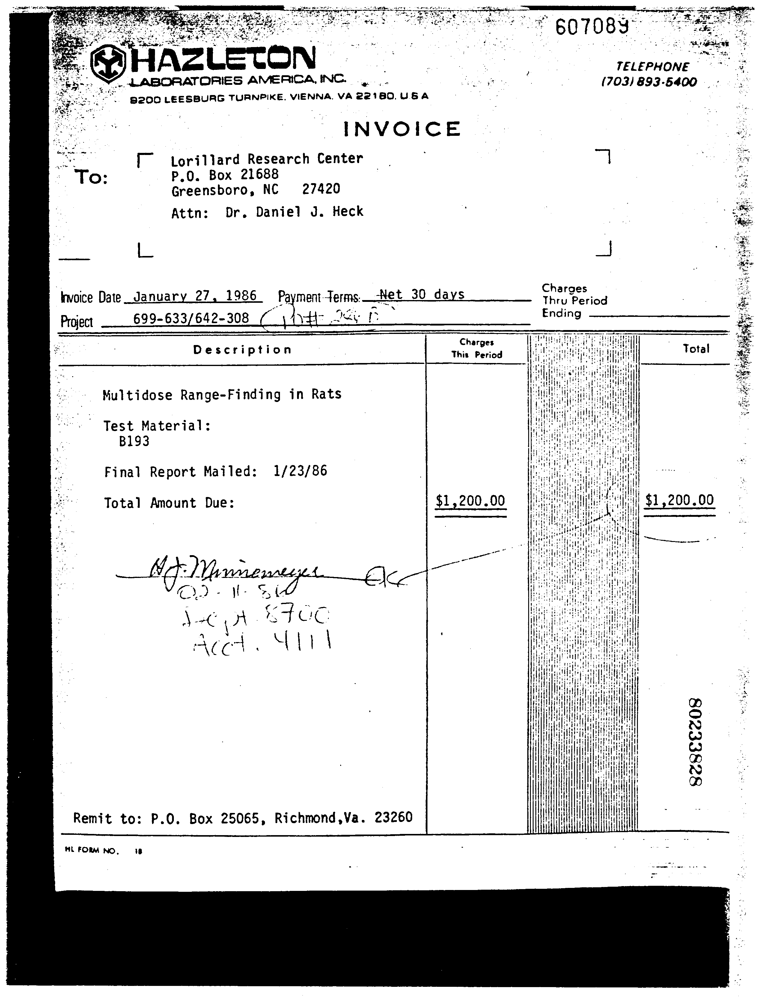 607089
HAZLETON
LABORATORIES AMERICA, INC.
9200 LEESBURG TURNPIKE, VIENNA, VA 22180, U S A
TELEPHONE
(703) 893-5400
INVOICE
To:
Lorillard Research Center
P.O. Box 21688
Greensboro, NC 27420
Attn: Dr. Daniel J. Heck
Invoice Date January 27, 1986 Payment Terms: Net 30 days
Charges
Thru Period
Ending
Project 699-633/642-308
Description
Charges
This Period
Total
Multidose Range-Finding in Rats
Test Material:
B193
Final Report Mailed: 1/23/86
Total Amount Due: $1,200.00 $1,200.00
H.J. Minnemeyer
02-11-86
Dept. 8700
Acct. 4111
80233828
Remit to: P.O. Box 25065, Richmond,Va. 23260
HL FORM NO. 18